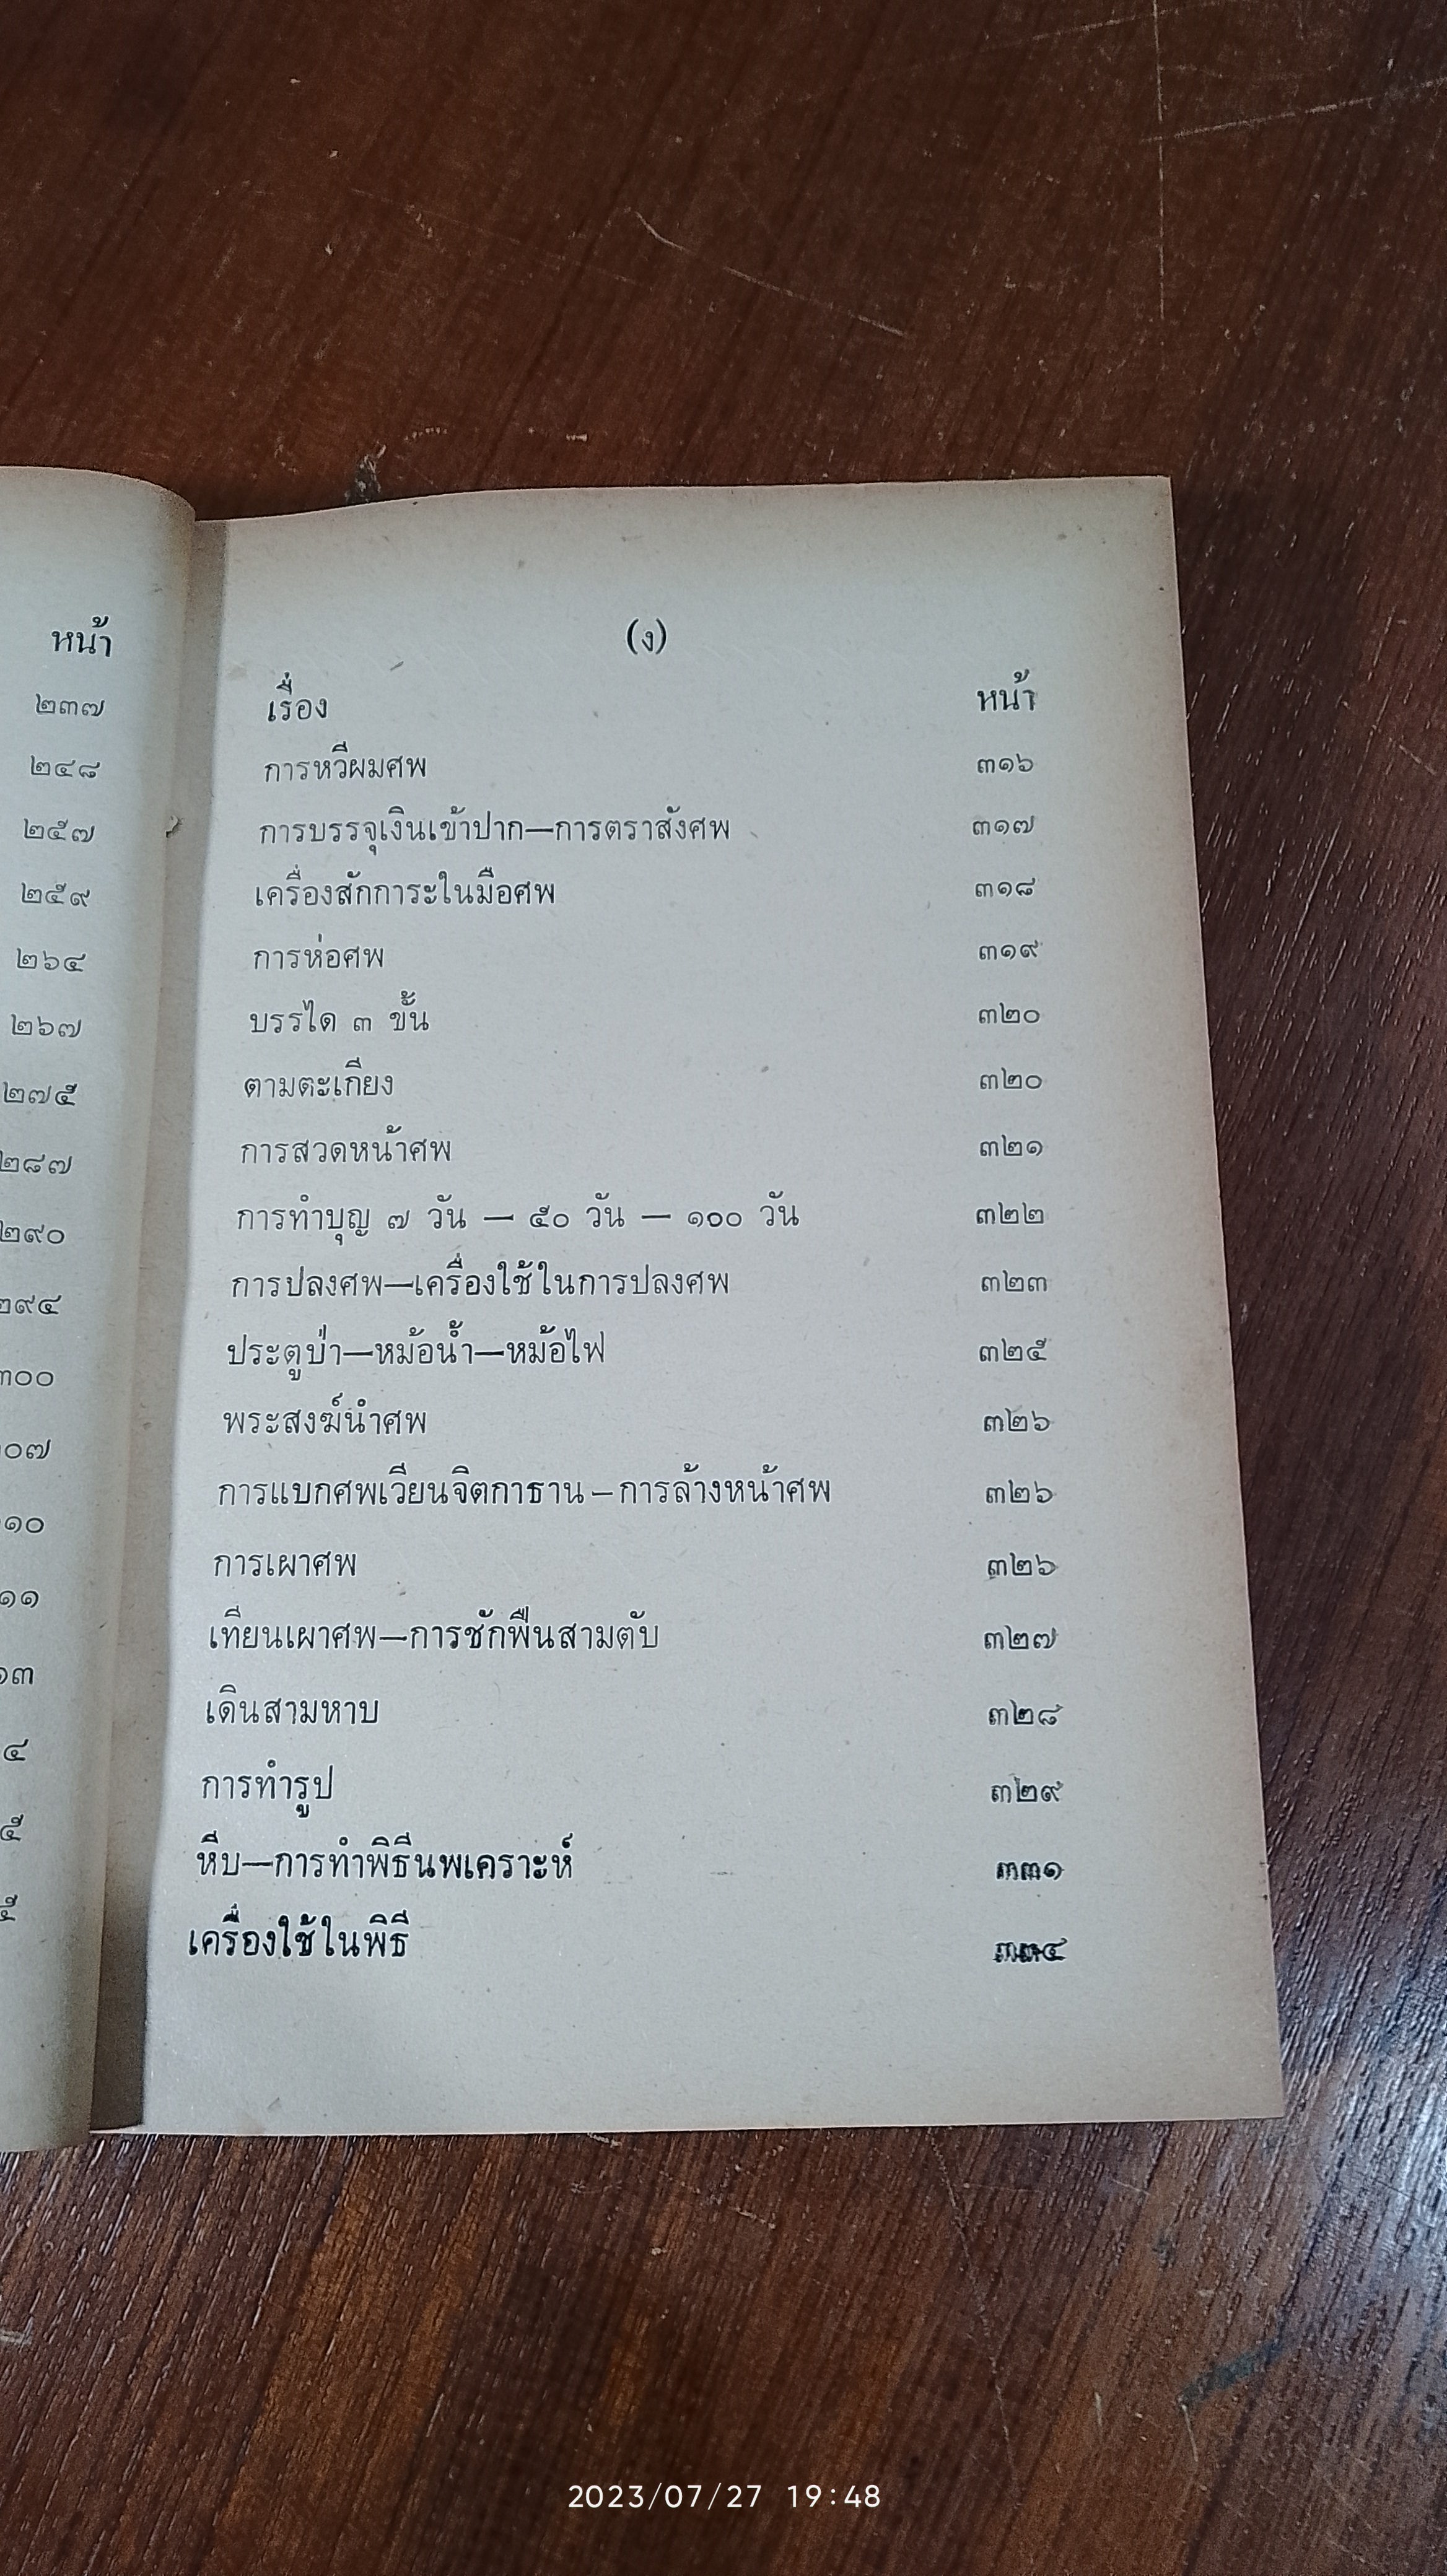 หน้า
๒๓๗
๒๔๘
๒๕๗
๒๕๙
๒๖๔
๒๖๗
๒๗๕
๒๘๗
๒๙๐
๒๙๔
๓๐๐
(ง)
เรื่อง หน้า
การหวีผมศพ ๓๑๖
การบรรจุเงินเข้าปาก—การตราสังศพ ๓๑๗
เครื่องสักการะในมือศพ ๓๑๘
การห่อศพ ๓๑๙
บรรได ๓ ขั้น ๓๒๐
ตามตะเกียง ๓๒๐
การสวดหน้าศพ ๓๒๑
การทำบุญ ๗ วัน — ๕๐ วัน — ๑๐๐ วัน ๓๒๒
การปลงศพ—เครื่องใช้ในการปลงศพ ๓๒๓
ประตูป่า—หม้อน้ำ—หม้อไฟ ๓๒๕
พระสงฆ์นำศพ ๓๒๖
การแบกศพเวียนจิตกาธาน – การล้างหน้าศพ ๓๒๖
การเผาศพ ๓๒๖
เทียนเผาศพ—การชักฟืนสามดับ ๓๒๗
เดินสามหาบ ๓๒๘
การทำรูป ๓๒๙
หีบ—การทำพิธีนพเคราะห์ ๓๓๑
เครื่องใช้ในพิธี ๓๓๔
2023/07/27 19:48